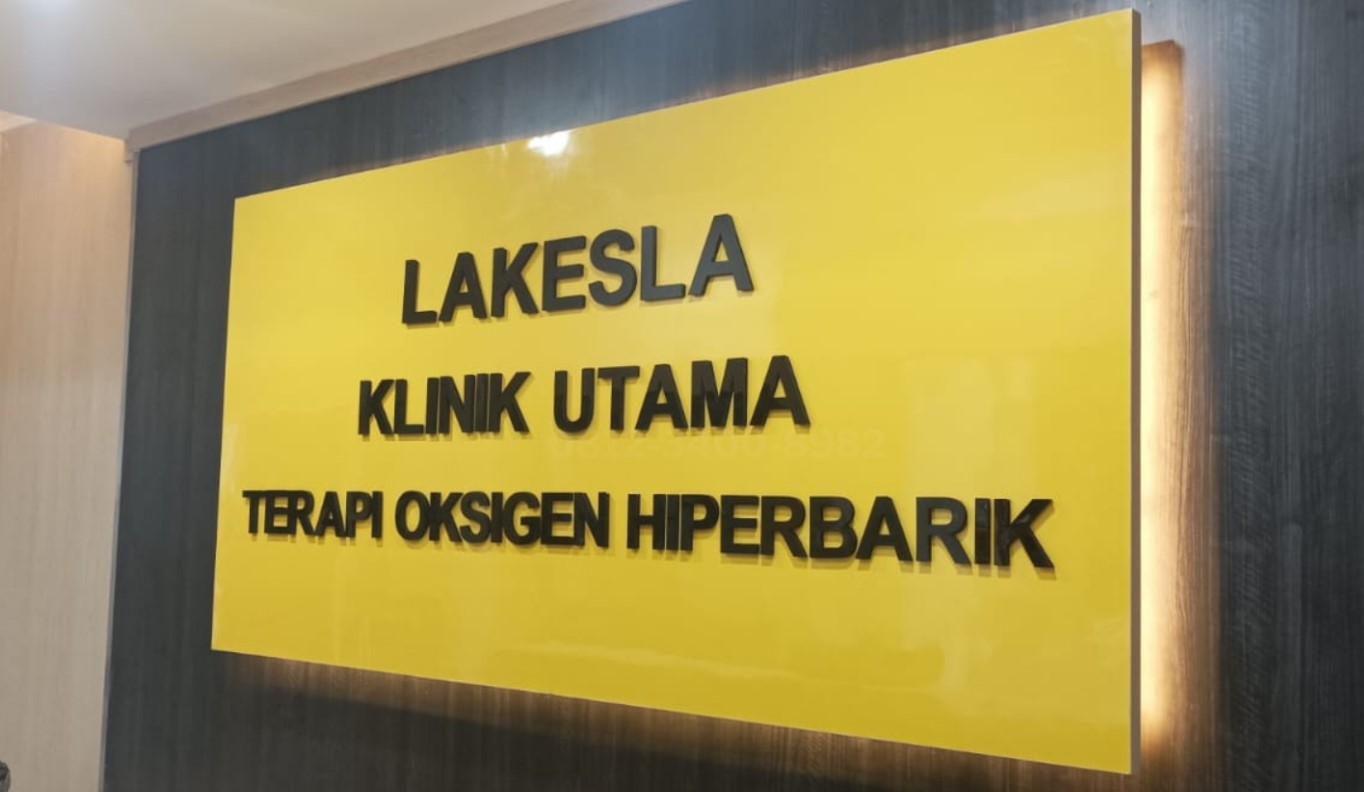 LAKESLA
KLINIK UTAMA
TERAPI OKSIGEN HIPERBARIK